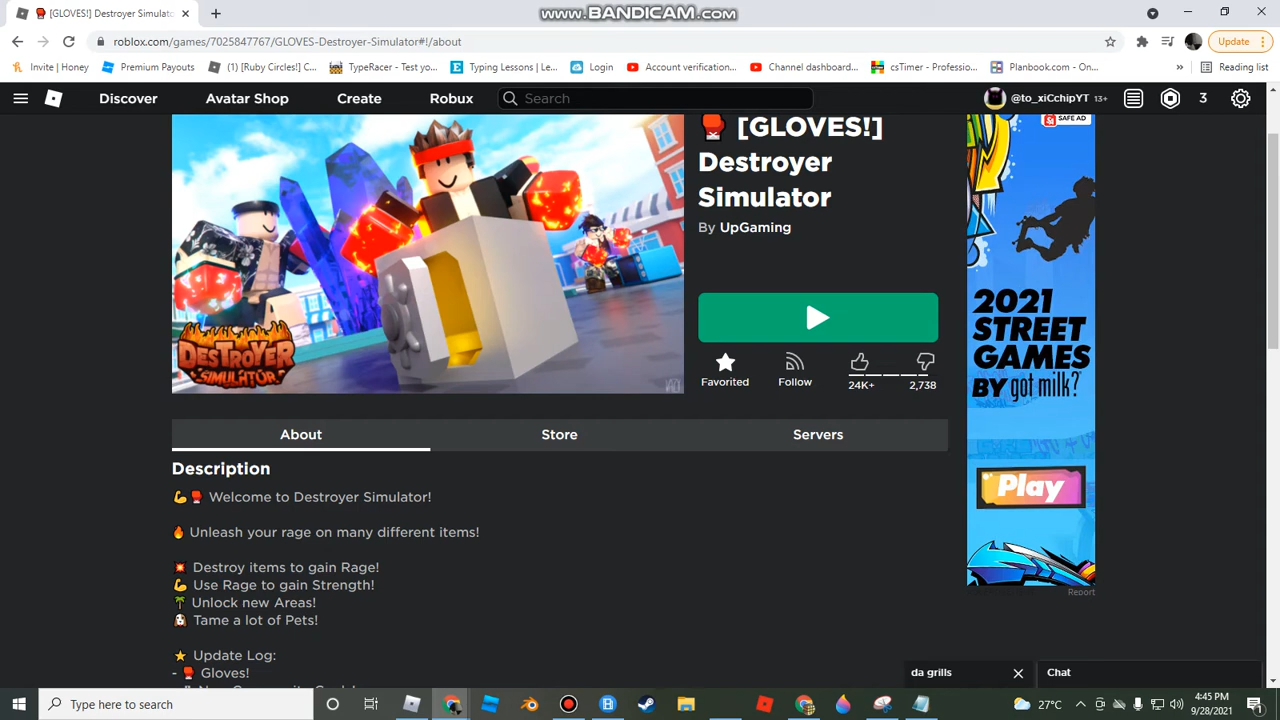 [GLOVES!] Destroyer Simulato
www.BANDICAM.com
roblox.com/games/7025847767/GLOVES-Destroyer-Simulator#!/about
Update
Invite | Honey
Premium Payouts
(1) [Ruby Circles!] C...
TypeRacer - Test yo...
Typing Lessons | Le...
Login
Account verification...
Channel dashboard...
csTimer - Professio...
Planbook.com - On...
»
Reading list
Discover
Avatar Shop
Create
Robux
Search
@to_xiCchipYT 13+
3
[GLOVES!]
Destroyer
Simulator
By UpGaming
DESTROYER
SIMULATOR
Favorited
Follow
24K+
2,738
SAFE AD
2021
STREET
GAMES
BY got milk?
Play
Report
About
Store
Servers
Description
💪🥊 Welcome to Destroyer Simulator!
🔥 Unleash your rage on many different items!
💥 Destroy items to gain Rage!
💪 Use Rage to gain Strength!
🌴 Unlock new Areas!
🐶 Tame a lot of Pets!
⭐ Update Log:
- 🥊 Gloves!
da grills
Chat
Type here to search
27°C
4:45 PM
9/28/2021